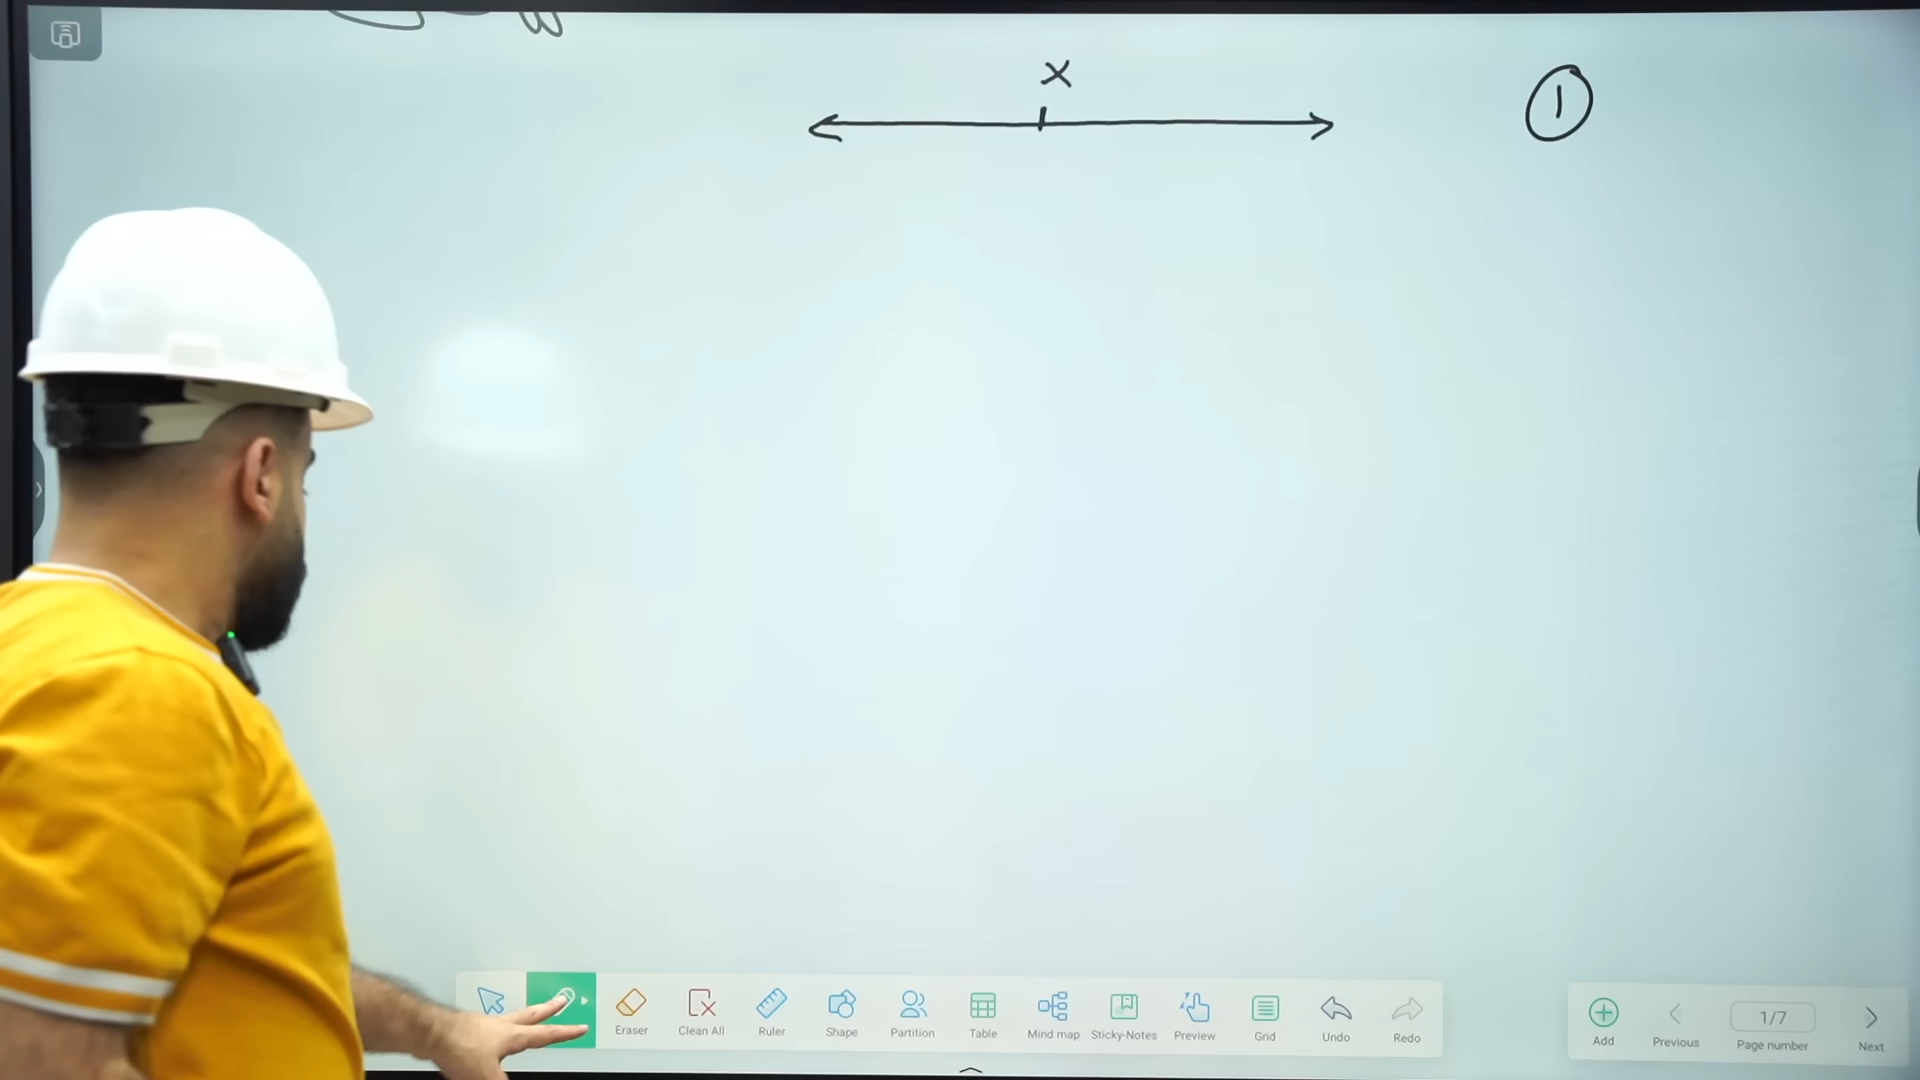 x
1
Eraser
Clean All
Ruler
Shape
Partition
Table
Mind map
Sticky-Notes
Preview
Grid
Undo
Redo
Add
Previous
1/7
Page number
Next